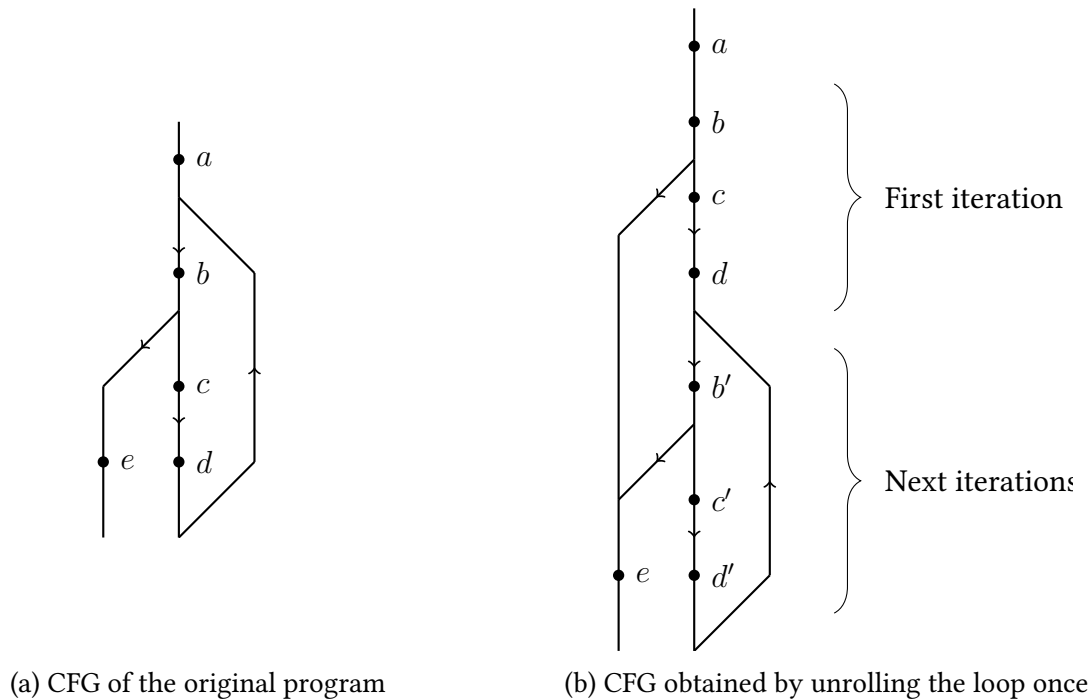 a
b
c
e
d
a
b
c
First iteration
d
b′
c′
Next iterations
e
d′
(a) CFG of the original program
(b) CFG obtained by unrolling the loop once